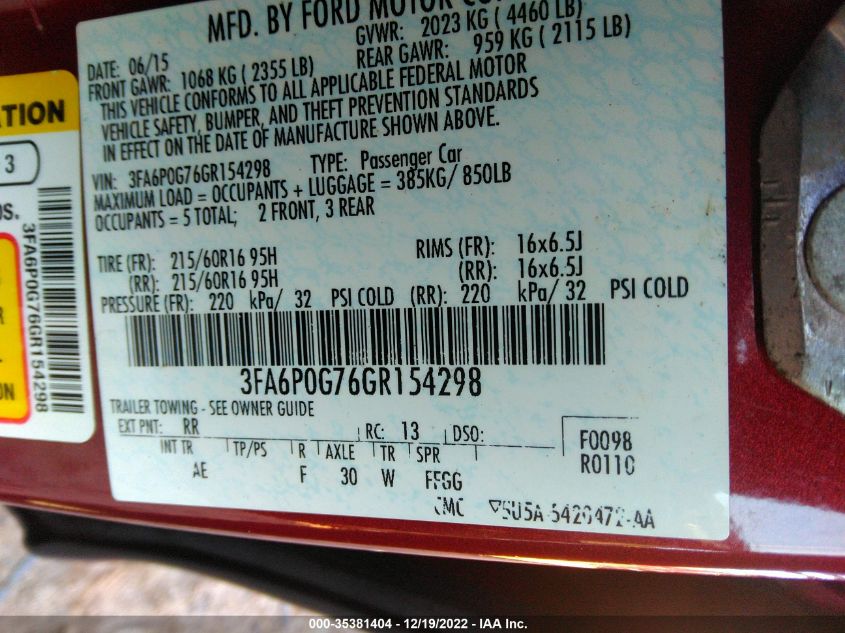 MFD. BY FORD MOTOR
DATE: 06/15
GVWR: 2023 KG ( 4460 LB)
FRONT GAWR: 1068 KG ( 2355 LB)
REAR GAWR: 959 KG ( 2115 LB)
THIS VEHICLE CONFORMS TO ALL APPLICABLE FEDERAL MOTOR
VEHICLE SAFETY, BUMPER, AND THEFT PREVENTION STANDARDS
IN EFFECT ON THE DATE OF MANUFACTURE SHOWN ABOVE.
VIN: 3FA6P0G76GR154298 TYPE: Passenger Car
MAXIMUM LOAD = OCCUPANTS + LUGGAGE = 385KG/ 850LB
OCCUPANTS = 5 TOTAL; 2 FRONT, 3 REAR
TIRE (FR): 215/60R16 95H RIMS (FR): 16x6.5J
(RR): 215/60R16 95H (RR): 16x6.5J
PRESSURE (FR): 220 kPa/ 32 PSI COLD (RR): 220 kPa/ 32 PSI COLD
3FA6P0G76GR154298
TRAILER TOWING - SEE OWNER GUIDE
EXT PNT: RR RC: 13 DSO: F0098
INT TR TP/PS R AXLE TR SPR R0110
AE F 30 W FFGG
3
3FA6P0G76GR154298
000-35381404 - 12/19/2022 - IAA Inc.